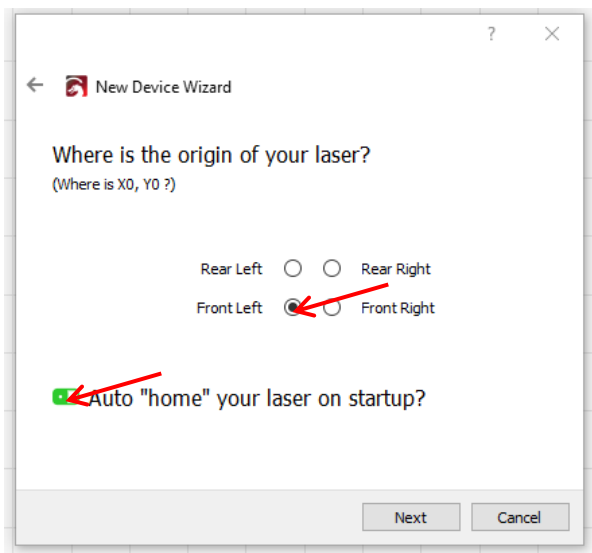 ?
New Device Wizard
Where is the origin of your laser?
(Where is X0, Y0 ?)
Rear Left Rear Right
Front Left Front Right
Auto "home" your laser on startup?
Next Cancel